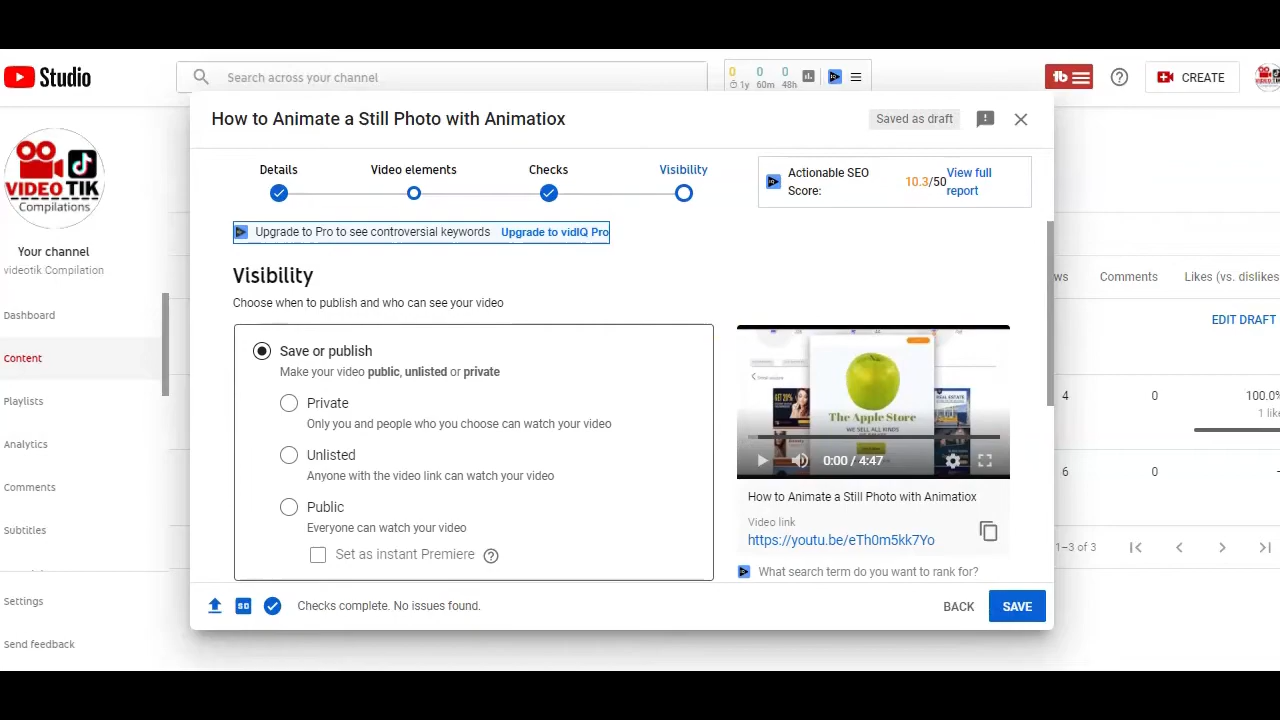 Studio
Search across your channel
0 0 0
1y 60m 48h
CREATE
How to Animate a Still Photo with Animatiox
Saved as draft
VIDEO TIK
Compilations
Your channel
videotik Compilation
Dashboard
Content
Playlists
Analytics
Comments
Subtitles
Settings
Send feedback
Details
Video elements
Checks
Visibility
Actionable SEO Score:
10.3/50
View full report
Upgrade to Pro to see controversial keywords Upgrade to vidIQ Pro
Visibility
Choose when to publish and who can see your video
Save or publish
Make your video public, unlisted or private
Private
Only you and people who you choose can watch your video
Unlisted
Anyone with the video link can watch your video
Public
Everyone can watch your video
Set as instant Premiere
GET 20%
The Apple Store
WE SELL ALL KINDS
REAL ESTATE
0:00 / 4:47
How to Animate a Still Photo with Animatiox
Video link
https://youtu.be/eTh0m5kk7Yo
What search term do you want to rank for?
SD
Checks complete. No issues found.
BACK
SAVE
ws
Comments
Likes (vs. dislikes
EDIT DRAFT
4 0 100.0%
1 like
6 0
1–3 of 3